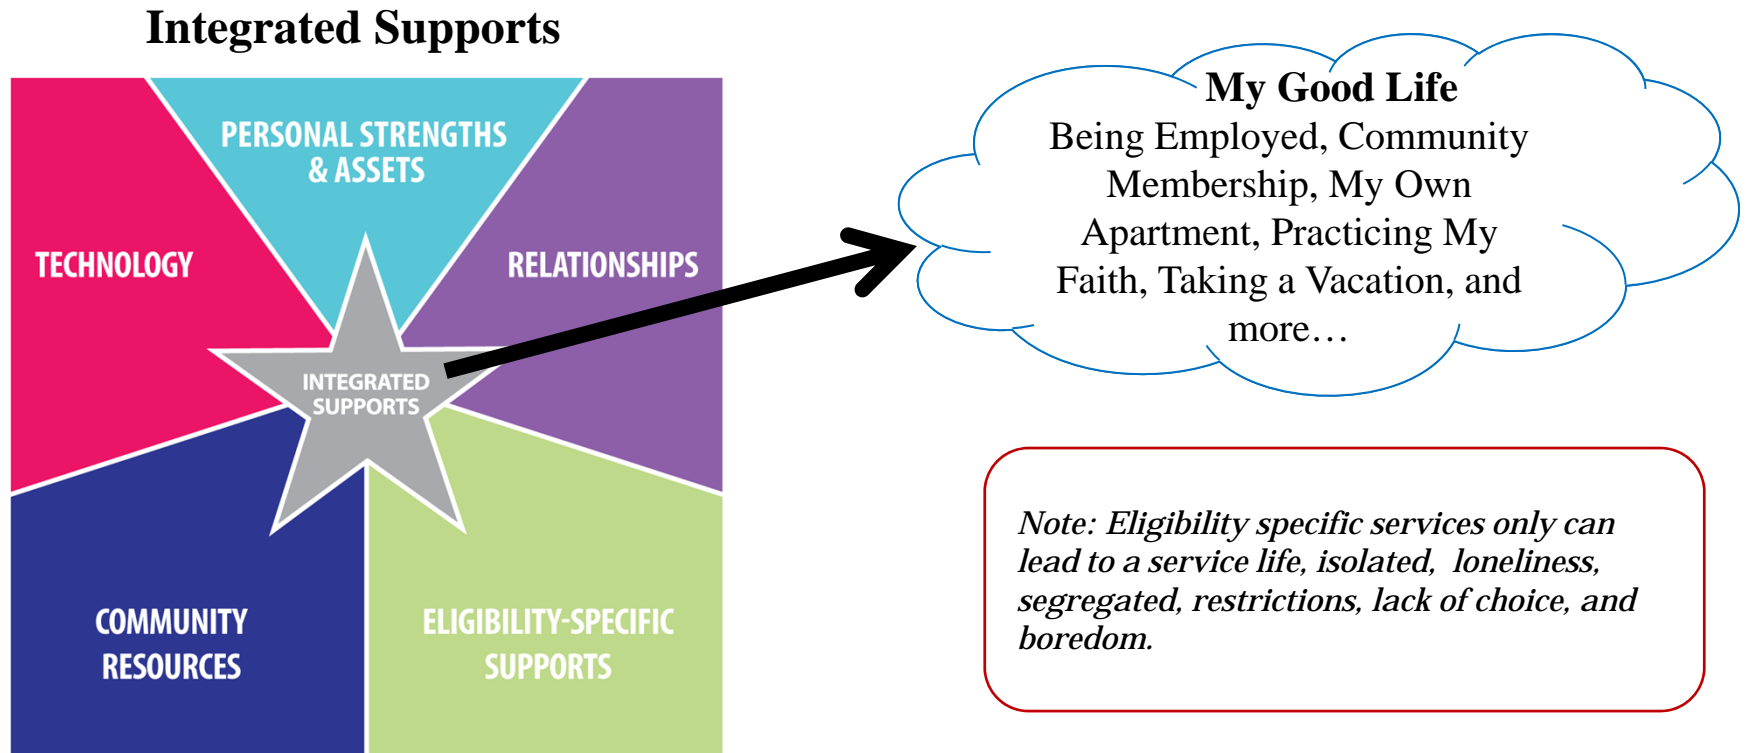 Integrated Supports
PERSONAL STRENGTHS
& ASSETS
TECHNOLOGY
RELATIONSHIPS
INTEGRATED
SUPPORTS
COMMUNITY
RESOURCES
ELIGIBILITY-SPECIFIC
SUPPORTS
My Good Life
Being Employed, Community
Membership, My Own
Apartment, Practicing My
Faith, Taking a Vacation, and
more…
Note: Eligibility specific services only can
lead to a service life, isolated,  loneliness,
segregated, restrictions, lack of choice, and
boredom.